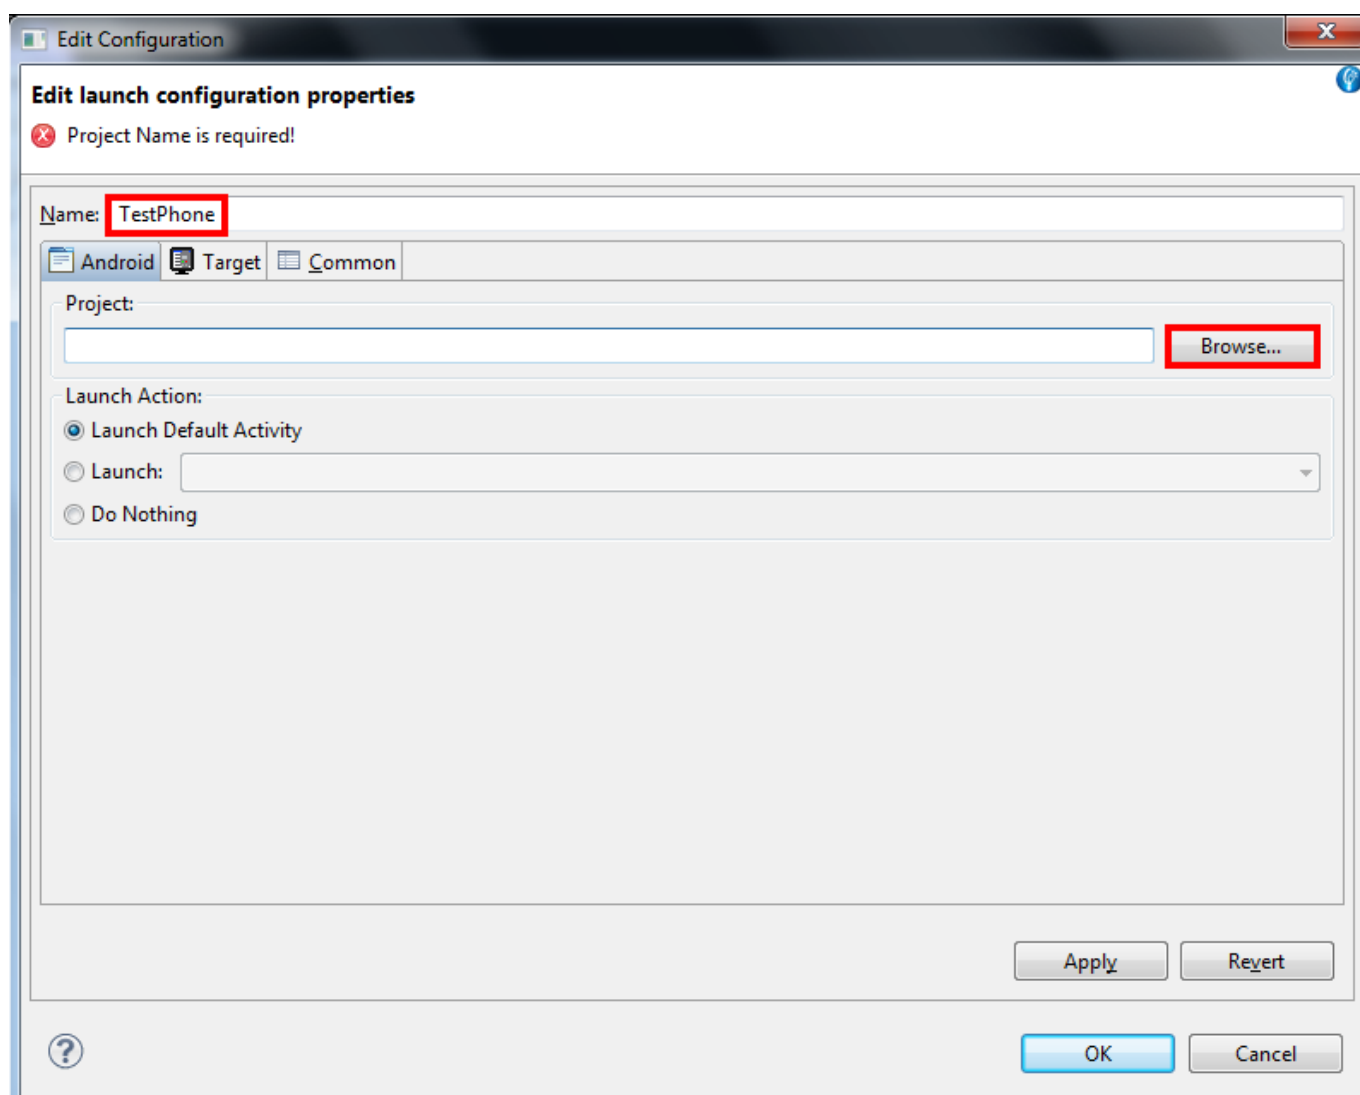 Edit Configuration
Edit launch configuration properties
Project Name is required!
Name: TestPhone
Android Target Common
Project:
Browse...
Launch Action:
Launch Default Activity
Launch:
Do Nothing
Apply Revert
OK Cancel